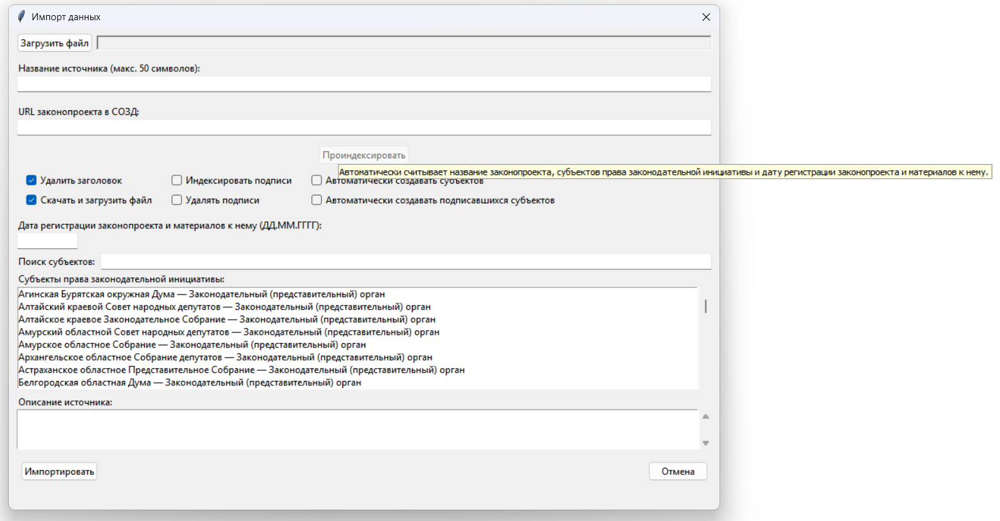 Импорт данных
Загрузить файл
Название источника (макс. 50 символов):
URL законопроекта в СОЗД:
Проиндексировать
Автоматически считывает название законопроекта, субъектов права законодательной инициативы и дату регистрации законопроекта и материалов к нему.
Удалить заголовок Индексировать подписи Автоматически создавать субъектов
Скачать и загрузить файл Удалять подписи Автоматически создавать подписавшихся субъектов
Дата регистрации законопроекта и материалов к нему (ДД.ММ.ГГГГ):
Поиск субъектов:
Субъекты права законодательной инициативы:
Агинская Бурятская окружная Дума — Законодательный (представительный) орган
Алтайский краевой Совет народных депутатов — Законодательный (представительный) орган
Алтайское краевое Законодательное Собрание — Законодательный (представительный) орган
Амурский областной Совет народных депутатов — Законодательный (представительный) орган
Амурское областное Собрание — Законодательный (представительный) орган
Архангельское областное Собрание депутатов — Законодательный (представительный) орган
Астраханское областное Представительное Собрание — Законодательный (представительный) орган
Белгородская областная Дума — Законодательный (представительный) орган
Описание источника:
Импортировать Отмена